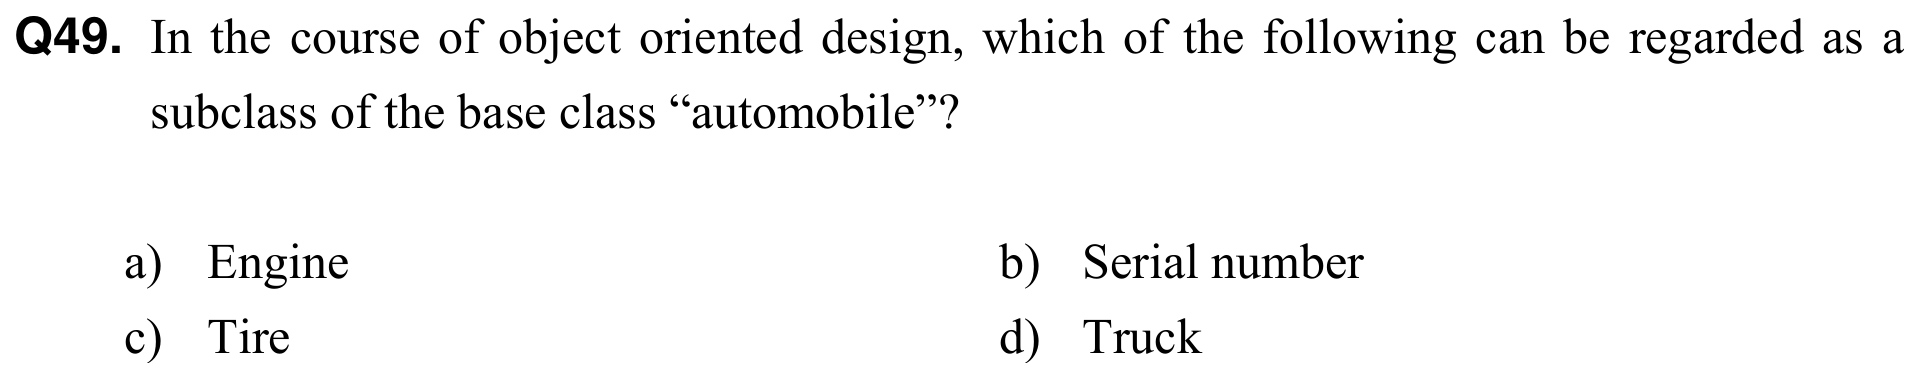 Q49. In the course of object oriented design, which of the following can be regarded as a
subclass of the base class “automobile”?
a) Engine b) Serial number
c) Tire d) Truck